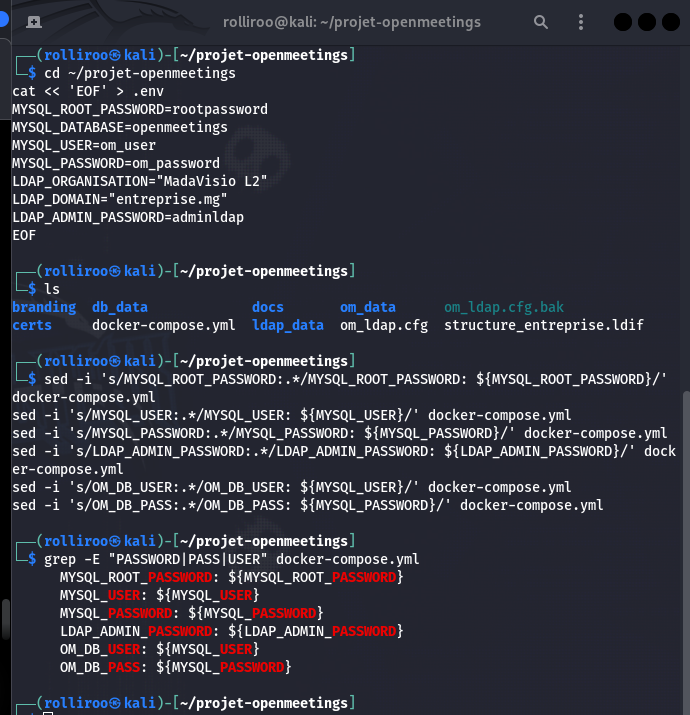 rolliroo@kali: ~/projet-openmeetings
┌──(rolliroo㉿kali)-[~/projet-openmeetings]
└─$ cd ~/projet-openmeetings
cat << 'EOF' > .env
MYSQL_ROOT_PASSWORD=rootpassword
MYSQL_DATABASE=openmeetings
MYSQL_USER=om_user
MYSQL_PASSWORD=om_password
LDAP_ORGANISATION="MadaVisio L2"
LDAP_DOMAIN="entreprise.mg"
LDAP_ADMIN_PASSWORD=adminldap
EOF
┌──(rolliroo㉿kali)-[~/projet-openmeetings]
└─$ ls
branding  db_data             docs       om_data      om_ldap.cfg.bak
certs     docker-compose.yml  ldap_data  om_ldap.cfg  structure_entreprise.ldif
┌──(rolliroo㉿kali)-[~/projet-openmeetings]
└─$ sed -i 's/MYSQL_ROOT_PASSWORD:.*/MYSQL_ROOT_PASSWORD: ${MYSQL_ROOT_PASSWORD}/'
docker-compose.yml
sed -i 's/MYSQL_USER:.*/MYSQL_USER: ${MYSQL_USER}/' docker-compose.yml
sed -i 's/MYSQL_PASSWORD:.*/MYSQL_PASSWORD: ${MYSQL_PASSWORD}/' docker-compose.yml
sed -i 's/LDAP_ADMIN_PASSWORD:.*/LDAP_ADMIN_PASSWORD: ${LDAP_ADMIN_PASSWORD}/' dock
er-compose.yml
sed -i 's/OM_DB_USER:.*/OM_DB_USER: ${MYSQL_USER}/' docker-compose.yml
sed -i 's/OM_DB_PASS:.*/OM_DB_PASS: ${MYSQL_PASSWORD}/' docker-compose.yml
┌──(rolliroo㉿kali)-[~/projet-openmeetings]
└─$ grep -E "PASSWORD|PASS|USER" docker-compose.yml
MYSQL_ROOT_PASSWORD: ${MYSQL_ROOT_PASSWORD}
MYSQL_USER: ${MYSQL_USER}
MYSQL_PASSWORD: ${MYSQL_PASSWORD}
LDAP_ADMIN_PASSWORD: ${LDAP_ADMIN_PASSWORD}
OM_DB_USER: ${MYSQL_USER}
OM_DB_PASS: ${MYSQL_PASSWORD}
┌──(rolliroo㉿kali)-[~/projet-openmeetings]
└─$